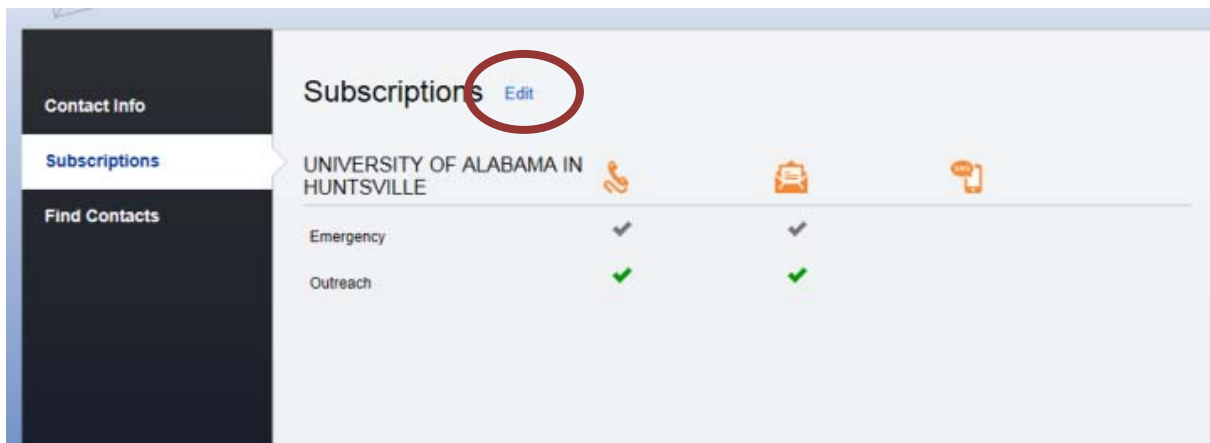 Contact Info
Subscriptions
Find Contacts
Subscriptions Edit
UNIVERSITY OF ALABAMA IN
HUNTSVILLE
Emergency
Outreach